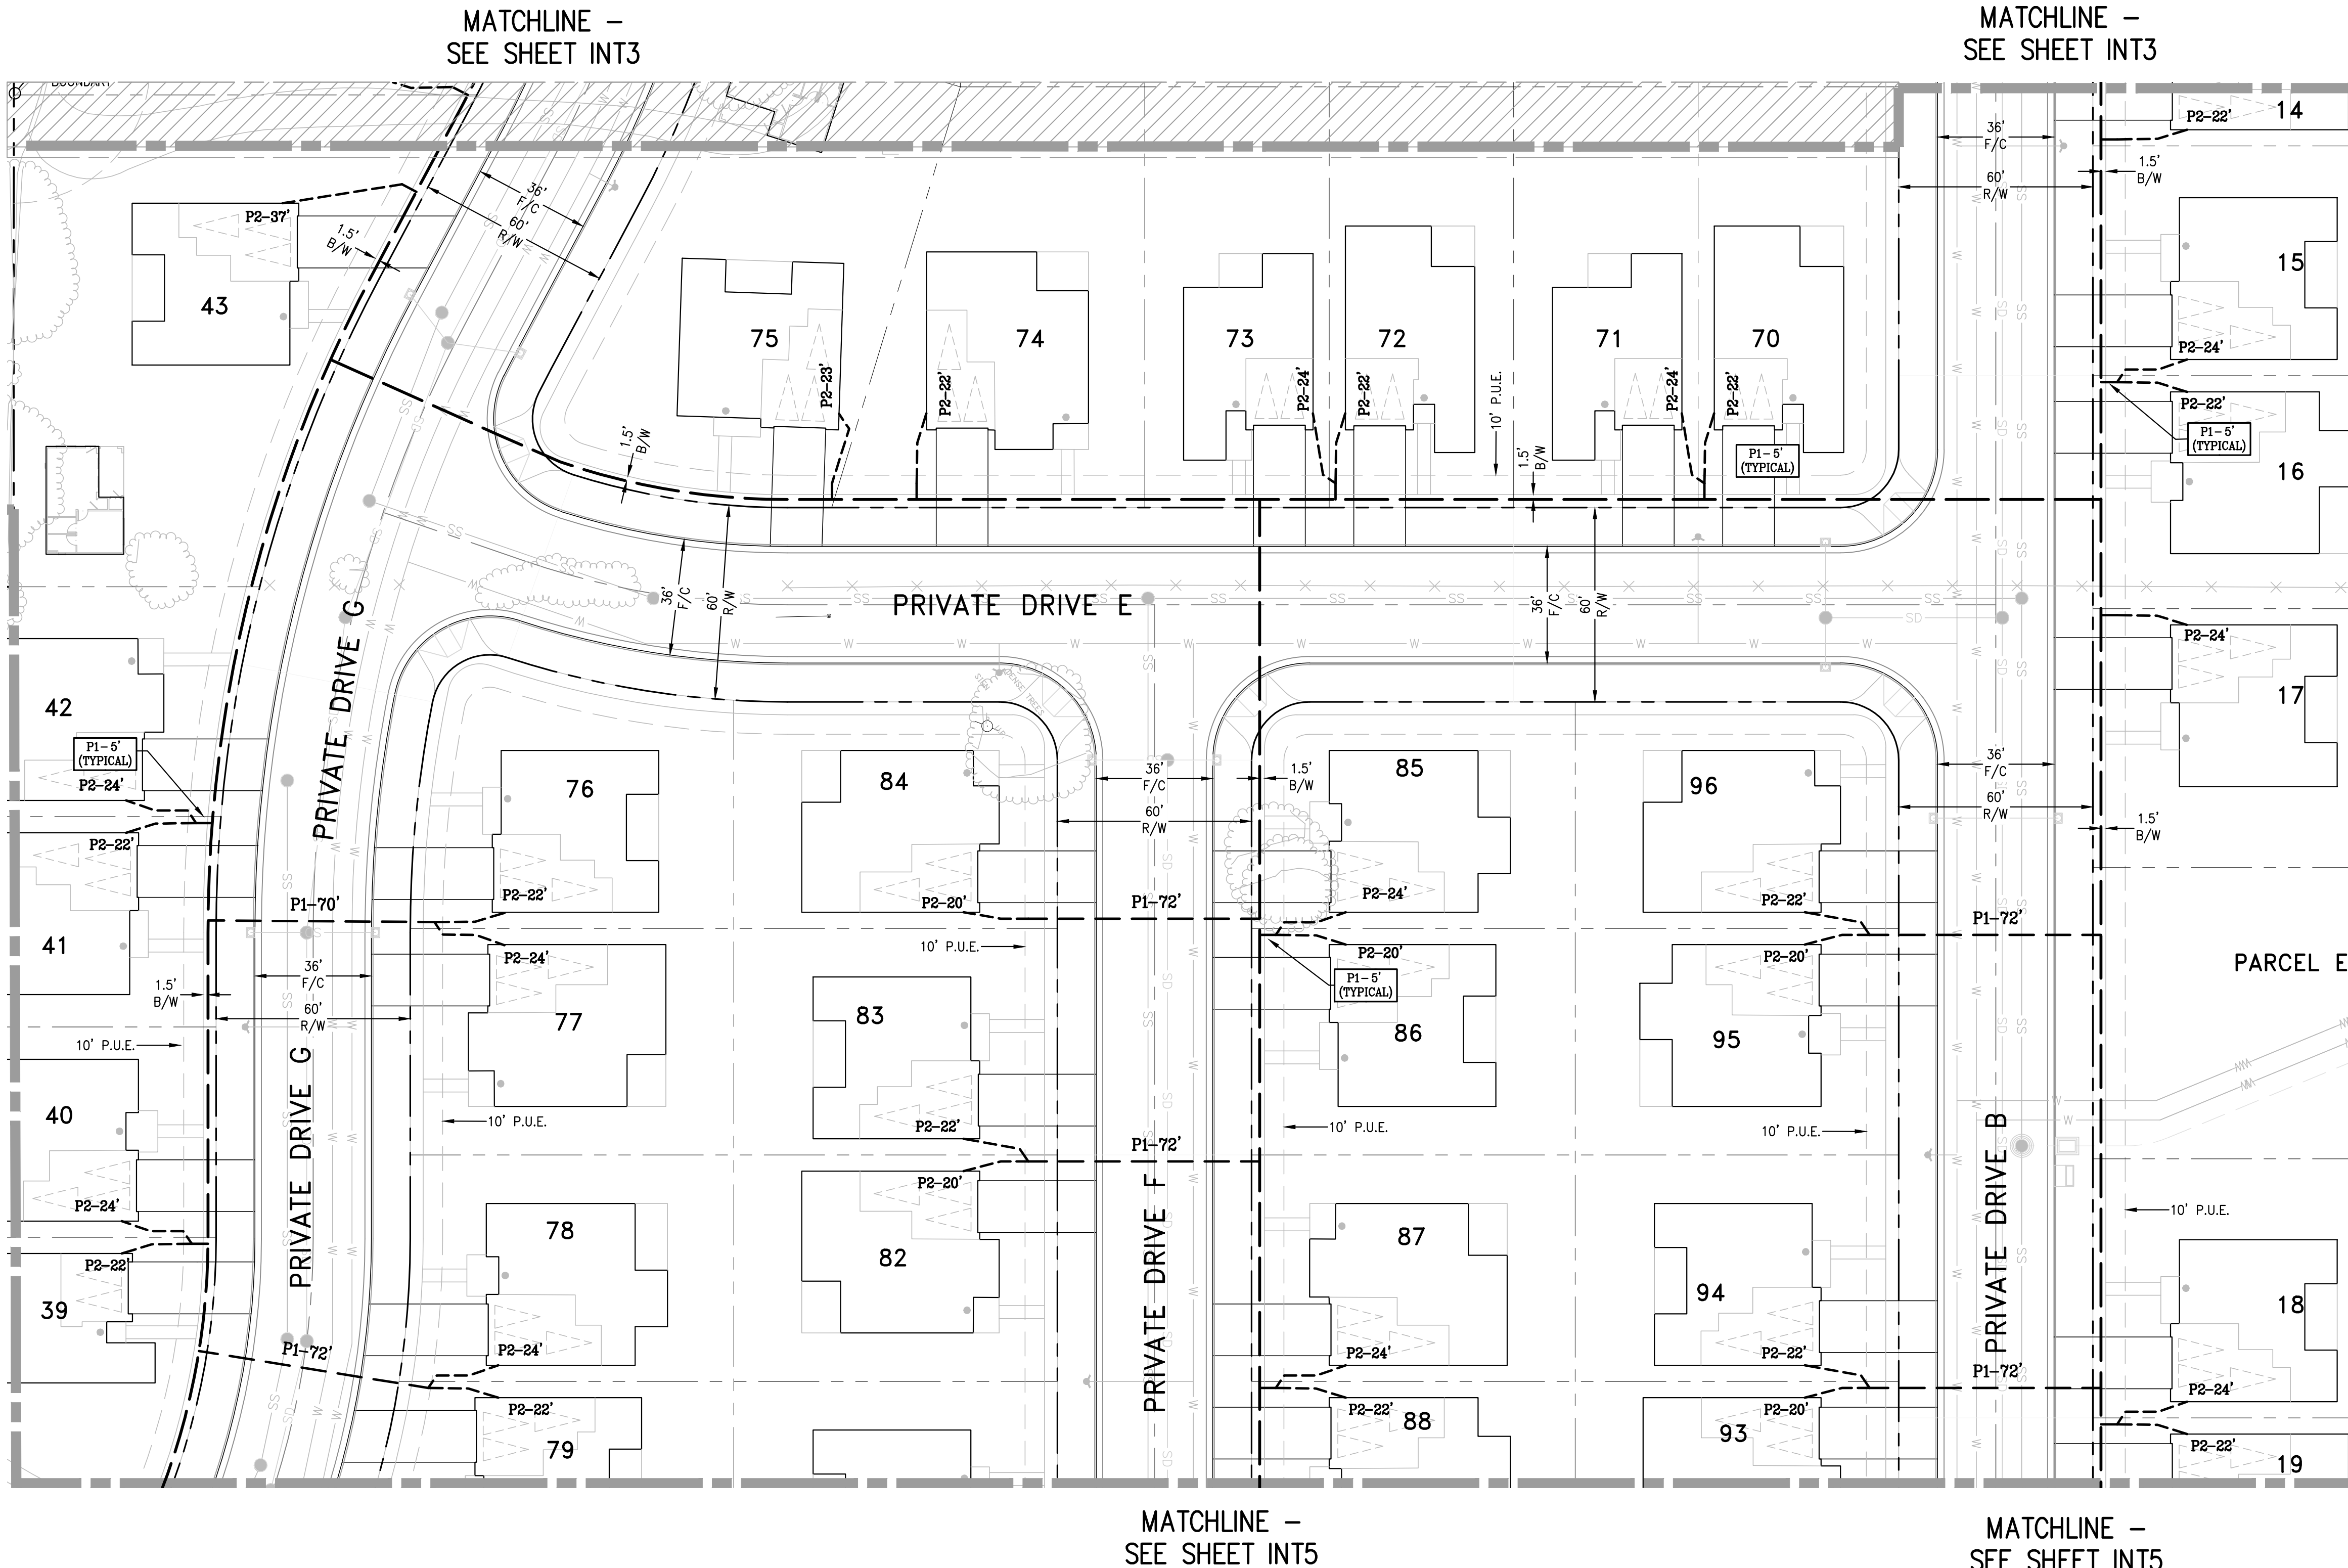 MATCHLINE –
SEE SHEET INT3
MATCHLINE –
SEE SHEET INT3
BOUNDARY
14
P2-22'
36'
F/C
1.5'
B/W
60'
R/W
36'
F/C
60'
R/W
1.5'
B/W
P2-37'
43
15
P2-24'
P2-22'
P1-5'
(TYPICAL)
16
75
P2-23'
74
P2-22'
73
P2-24'
72
P2-22'
71
P2-24'
70
P2-22'
10' P.U.E.
P1-5'
(TYPICAL)
1.5'
B/W
1.5'
B/W
36'
F/C
60'
R/W
PRIVATE DRIVE E
36'
F/C
60'
R/W
SD
DENSE TREES
PRIVATE DRIVE G
P2-24'
17
42
P1-5'
(TYPICAL)
P2-24'
P2-22'
41
76
P2-22'
84
P2-20'
36'
F/C
60'
R/W
1.5'
B/W
85
P2-24'
96
P2-22'
36'
F/C
60'
R/W
1.5'
B/W
P1-70'
P1-72'
P1-72'
P2-24'
77
10' P.U.E.
P2-20'
P1-5'
(TYPICAL)
86
P2-20'
95
PARCEL E
36'
F/C
1.5'
B/W
60'
R/W
10' P.U.E.
83
P2-22'
10' P.U.E.
10' P.U.E.
10' P.U.E.
40
P2-24'
P2-22'
39
PRIVATE DRIVE G
P1-72'
P2-20'
82
PRIVATE DRIVE F
PRIVATE DRIVE B
10' P.U.E.
78
P2-24'
P1-72'
P2-22'
79
87
P2-24'
P2-22'
88
94
P2-22'
P2-20'
93
P1-72'
18
P2-24'
P2-22'
19
MATCHLINE –
SEE SHEET INT5
MATCHLINE –
SEE SHEET INT5